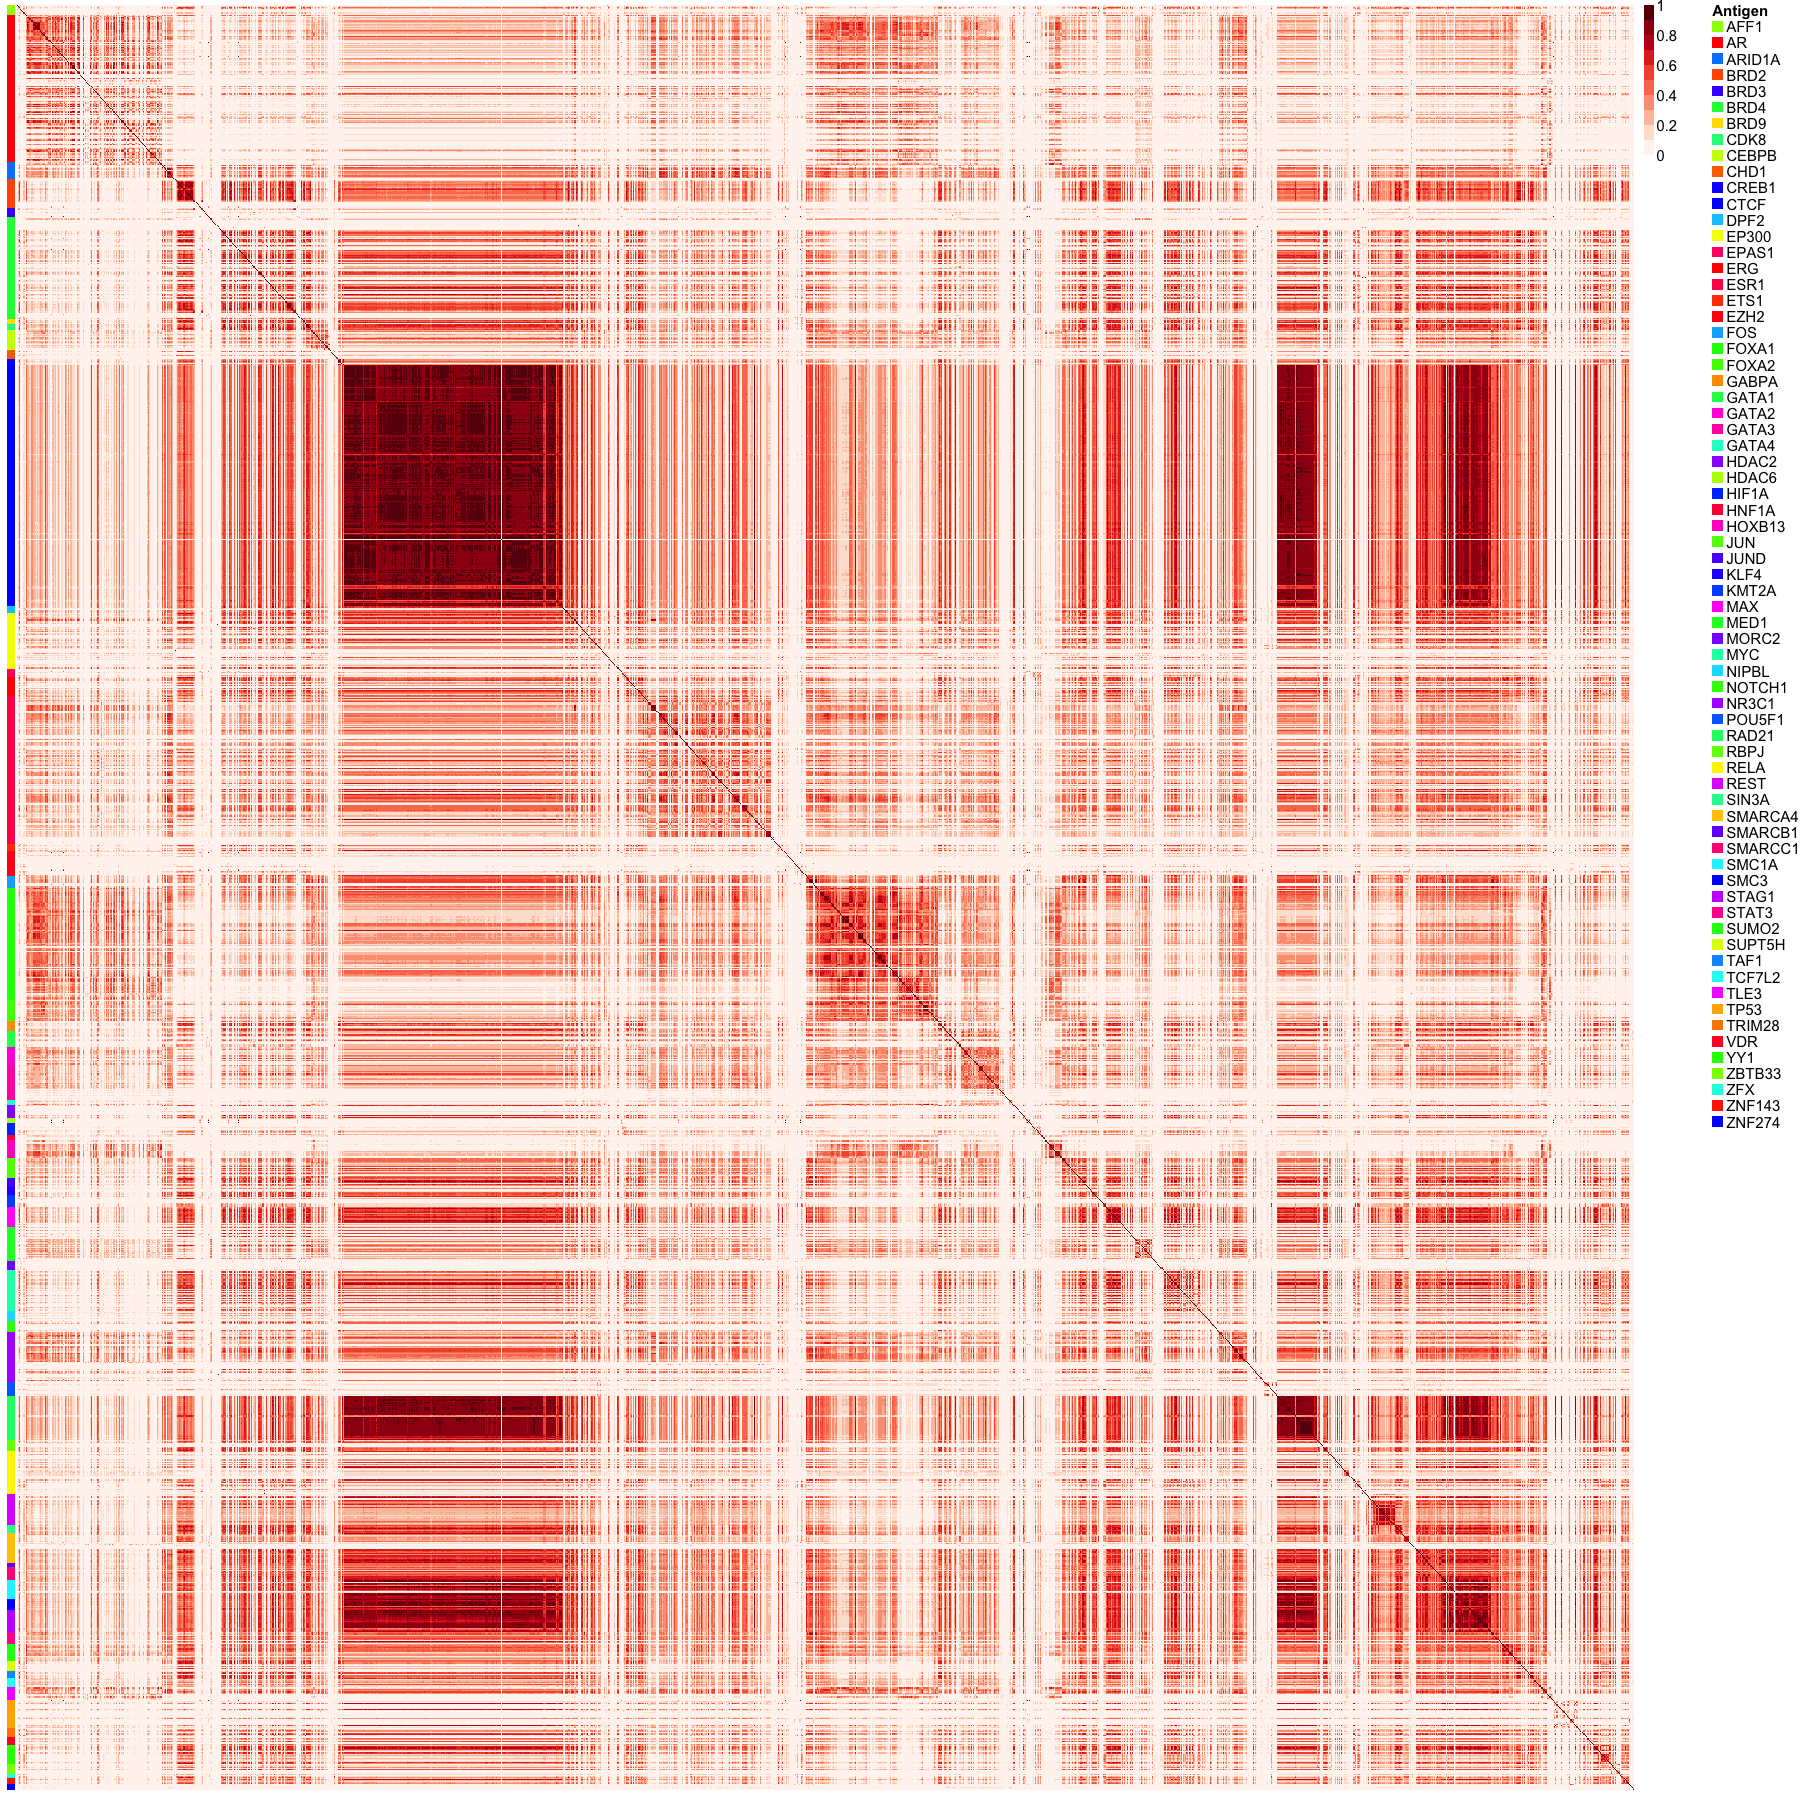 1
0.8
0.6
0.4
0.2
0
Antigen
AFF1
AR
ARID1A
BRD2
BRD3
BRD4
BRD9
CDK8
CEBPB
CHD1
CREB1
CTCF
DPF2
EP300
EPAS1
ERG
ESR1
ETS1
EZH2
FOS
FOXA1
FOXA2
GABPA
GATA1
GATA2
GATA3
GATA4
HDAC2
HDAC6
HIF1A
HNF1A
HOXB13
JUN
JUND
KLF4
KMT2A
MAX
MED1
MORC2
MYC
NIPBL
NOTCH1
NR3C1
POU5F1
RAD21
RBPJ
RELA
REST
SIN3A
SMARCA4
SMARCB1
SMARCC1
SMC1A
SMC3
STAG1
STAT3
SUMO2
SUPT5H
TAF1
TCF7L2
TLE3
TP53
TRIM28
VDR
YY1
ZBTB33
ZFX
ZNF143
ZNF274